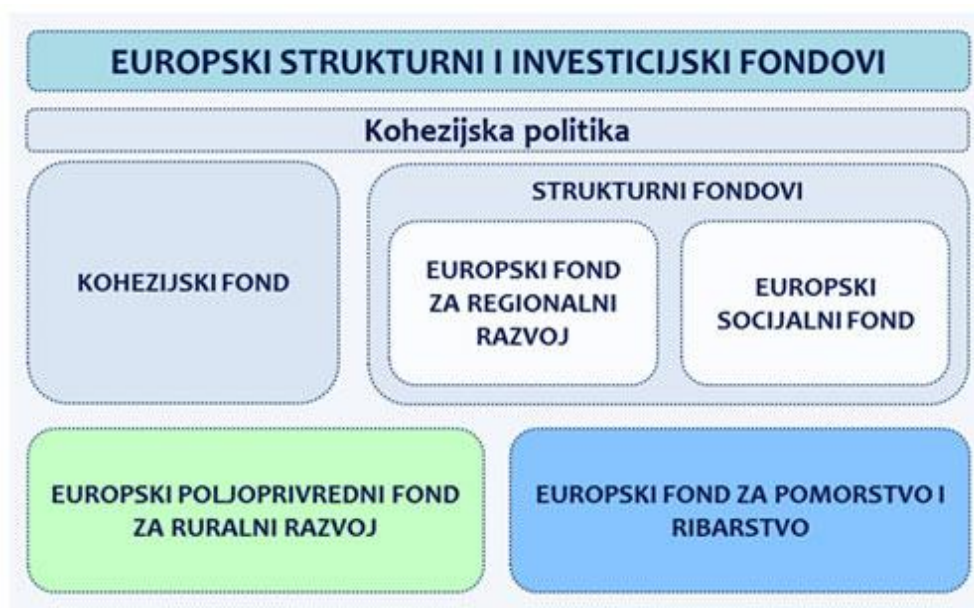 EUROPSKI STRUKTURNI I INVESTICIJSKI FONDOVI
Kohezijska politika
KOHEZIJSKI FOND
STRUKTURNI FONDOVI
EUROPSKI FOND
ZA REGIONALNI
RAZVOJ
EUROPSKI
SOCIJALNI FOND
EUROPSKI POLJOPRIVREDNI FOND
ZA RURALNI RAZVOJ
EUROPSKI FOND ZA POMORSTVO I
RIBARSTVO